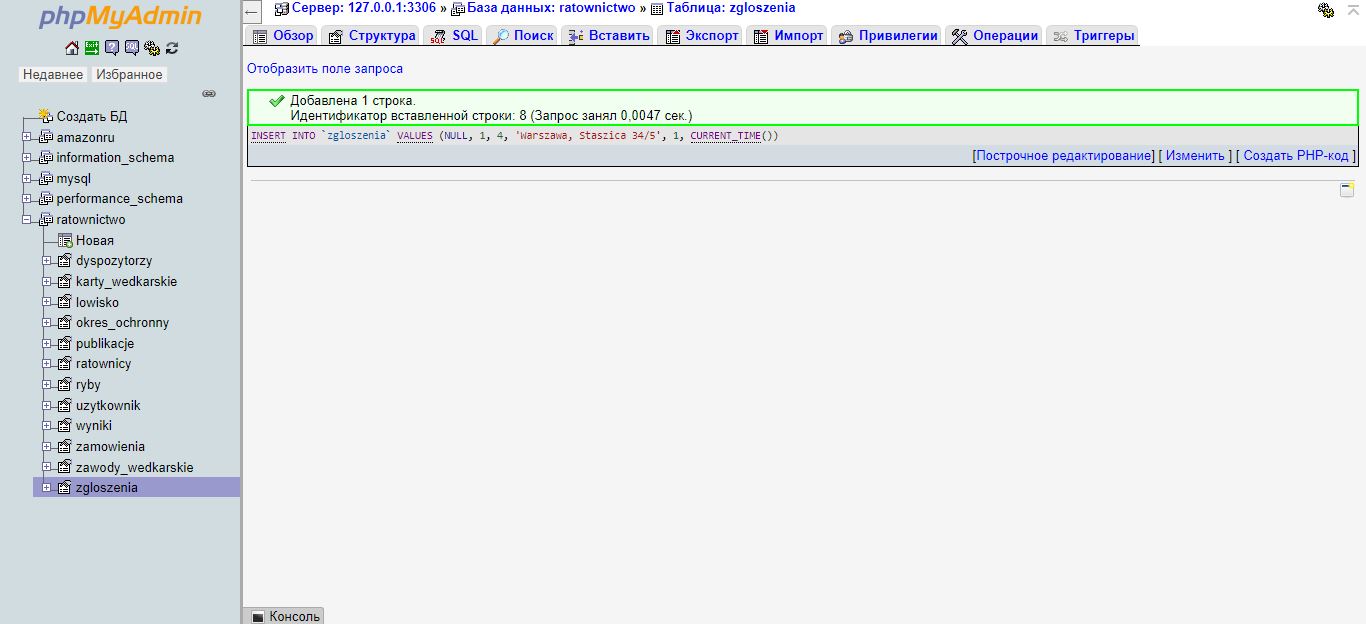 phpMyAdmin
Недавнее Избранное
Создать БД
amazonru
information_schema
mysql
performance_schema
ratownictwo
Новая
dyspozytorzy
karty_wedkarskie
lowisko
okres_ochronny
publikacje
ratownicy
ryby
uzytkownik
wyniki
zamowienia
zawody_wedkarskie
zgloszenia
Сервер: 127.0.0.1:3306 » База данных: ratownictwo » Таблица: zgloszenia
Обзор Структура SQL Поиск Вставить Экспорт Импорт Привилегии Операции Триггеры
Отобразить поле запроса
Добавлена 1 строка.
Идентификатор вставленной строки: 8 (Запрос занял 0,0047 сек.)
INSERT INTO `zgloszenia` VALUES (NULL, 1, 4, 'Warszawa, Staszica 34/5', 1, CURRENT_TIME())
[Построчное редактирование] [ Изменить ] [ Создать PHP-код ]
Консоль